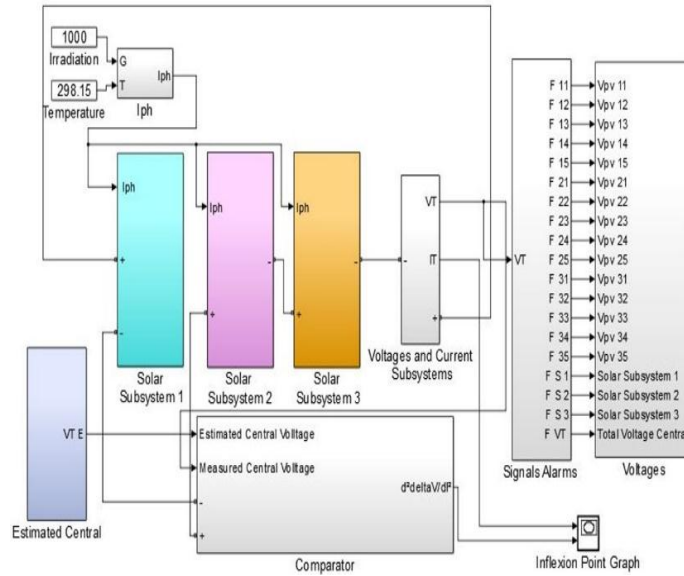 1000
Irradiation
298.15
Temperature
G
T
Iph
Iph
Iph
+
-
Solar
Subsystem 1
Iph
-
+
Solar
Subsystem 2
Iph
-
+
Solar
Subsystem 3
VT
IT
-
+
Voltages and Current
Subsystems
VT
F 11
F 12
F 13
F 14
F 15
F 21
F 22
F 23
F 24
F 25
F 31
F 32
F 33
F 34
F 35
F S 1
F S 2
F S 3
F VT
Signals Alarms
Vpv 11
Vpv 12
Vpv 13
Vpv 14
Vpv 15
Vpv 21
Vpv 22
Vpv 23
Vpv 24
Vpv 25
Vpv 31
Vpv 32
Vpv 33
Vpv 34
Vpv 35
Solar Subsystem 1
Solar Subsystem 2
Solar Subsystem 3
Total Voltage Central
Voltages
VT E
Estimated Central
Estimated Central Volltage
Measured Central Voltage
-
+
d²deltaV/dI²
Comparator
Inflexion Point Graph